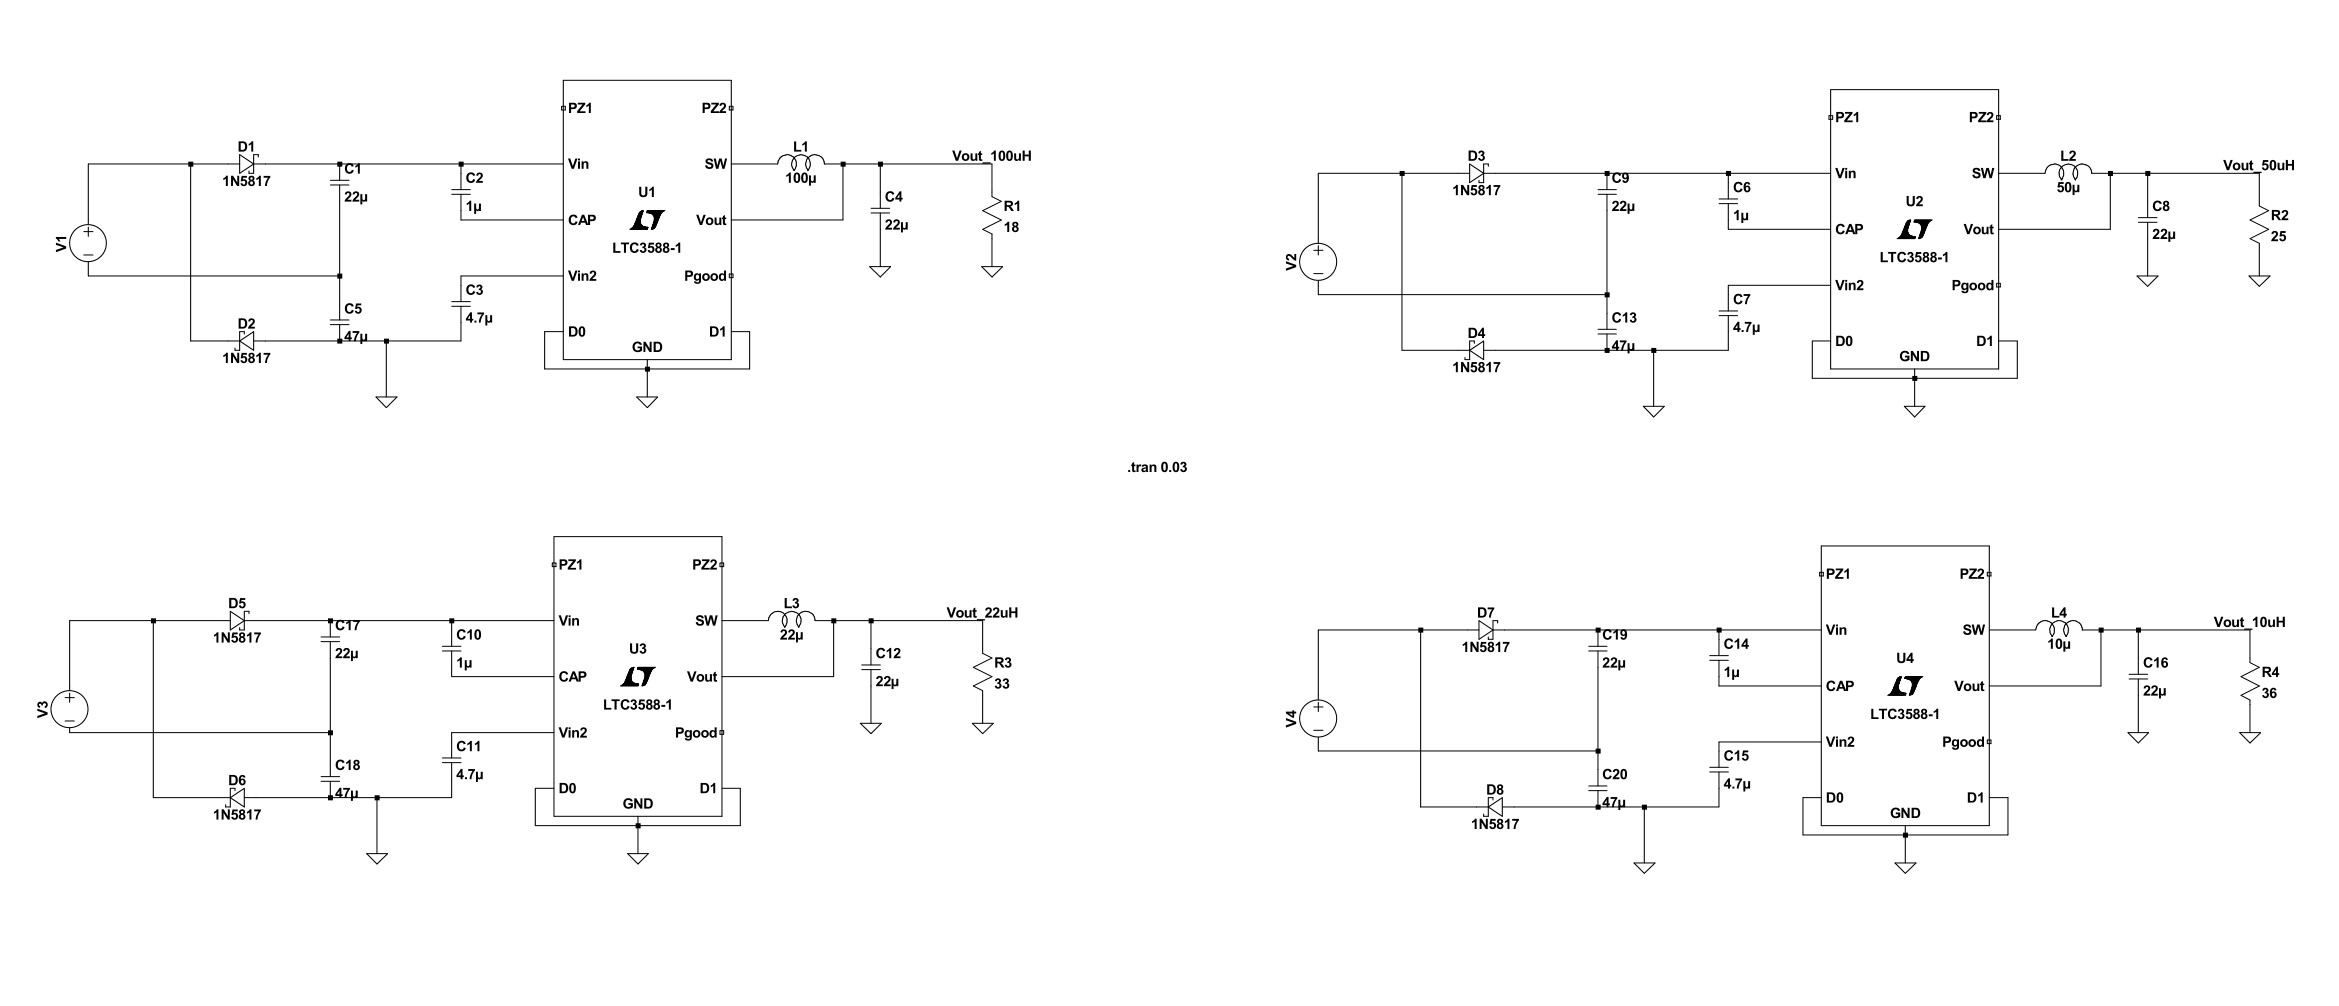 PZ1
PZ2
D1
1N5817
C1
22µ
C2
1µ
Vin
SW
L1
100µ
Vout_100uH
U1
LTC3588-1
CAP
Vout
C4
22µ
R1
18
V1
C3
4.7µ
Vin2
Pgood
C5
47µ
D2
1N5817
D0
D1
GND
PZ1
PZ2
D3
1N5817
C9
22µ
C6
1µ
Vin
SW
L2
50µ
Vout_50uH
U2
LTC3588-1
CAP
Vout
C8
22µ
R2
25
V2
C7
4.7µ
Vin2
Pgood
C13
47µ
D4
1N5817
D0
D1
GND
.tran 0.03
PZ1
PZ2
D5
1N5817
C17
22µ
C10
1µ
Vin
SW
L3
22µ
Vout_22uH
U3
LTC3588-1
CAP
Vout
C12
22µ
R3
33
V3
C11
4.7µ
Vin2
Pgood
C18
47µ
D6
1N5817
D0
D1
GND
PZ1
PZ2
D7
1N5817
C19
22µ
C14
1µ
Vin
SW
L4
10µ
Vout_10uH
U4
LTC3588-1
CAP
Vout
C16
22µ
R4
36
V4
C15
4.7µ
Vin2
Pgood
C20
47µ
D8
1N5817
D0
D1
GND